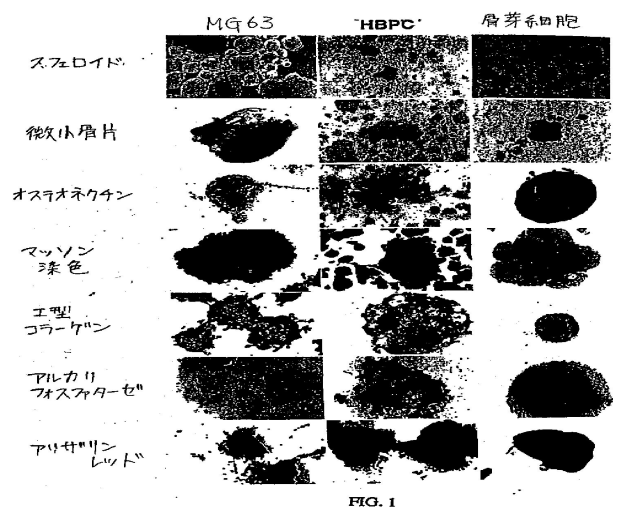 MG63 "HBPC" 骨芽細胞
スフェロイド
微小骨片
オステオネクチン
マッソン
染色
I型
コラーゲン
アルカリ
フォスファターゼ
アリザリン
レッド
FIG. 1